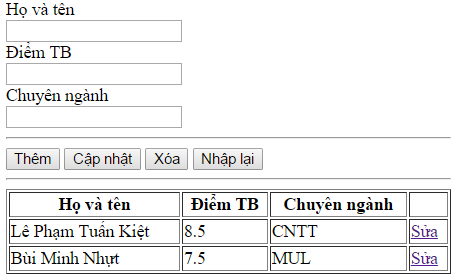 Họ và tên
Điểm TB
Chuyên ngành
Thêm Cập nhật Xóa Nhập lại
Họ và tên Điểm TB Chuyên ngành
Lê Phạm Tuấn Kiệt 8.5 CNTT Sửa
Bùi Minh Nhựt 7.5 MUL Sửa